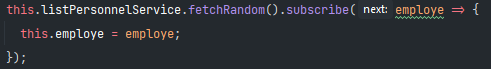 this.listPersonnelService.fetchRandom().subscribe( next: employe => {
  this.employe = employe;
});